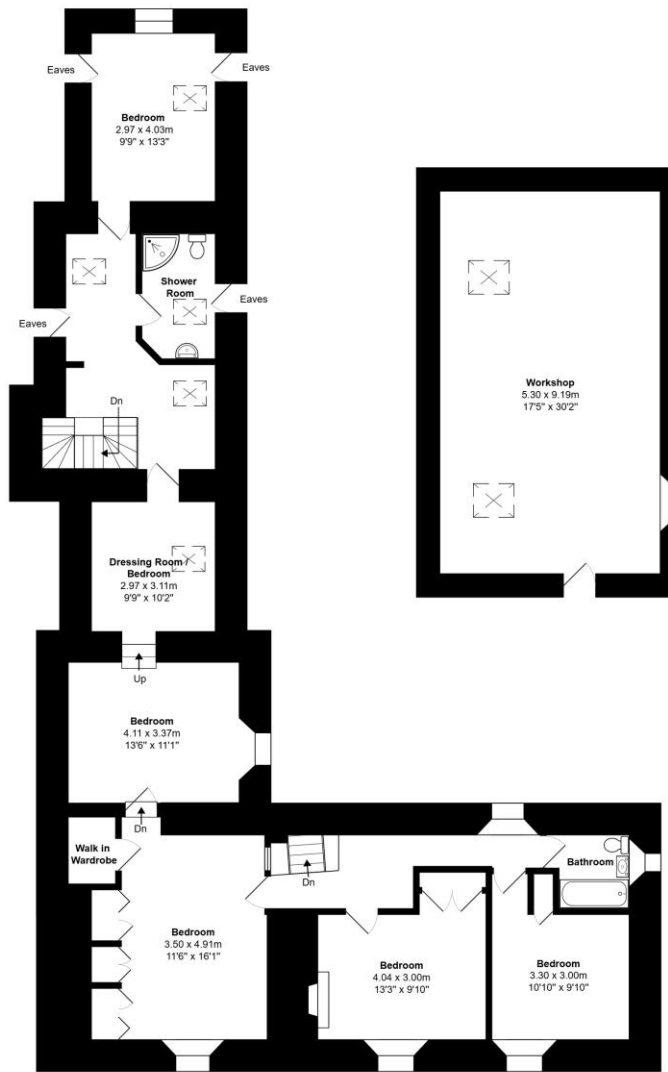 Eaves
Eaves
Bedroom
2.97 x 4.03m
9'9" x 13'3"
Shower
Room
Eaves
Eaves
Dn
Workshop
5.30 x 9.19m
17'5" x 30'2"
Dressing Room /
Bedroom
2.97 x 3.11m
9'9" x 10'2"
Up
Bedroom
4.11 x 3.37m
13'6" x 11'1"
Dn
Walk in
Wardrobe
Dn
Bathroom
Bedroom
3.50 x 4.91m
11'6" x 16'1"
Bedroom
4.04 x 3.00m
13'3" x 9'10"
Bedroom
3.30 x 3.00m
10'10" x 9'10"